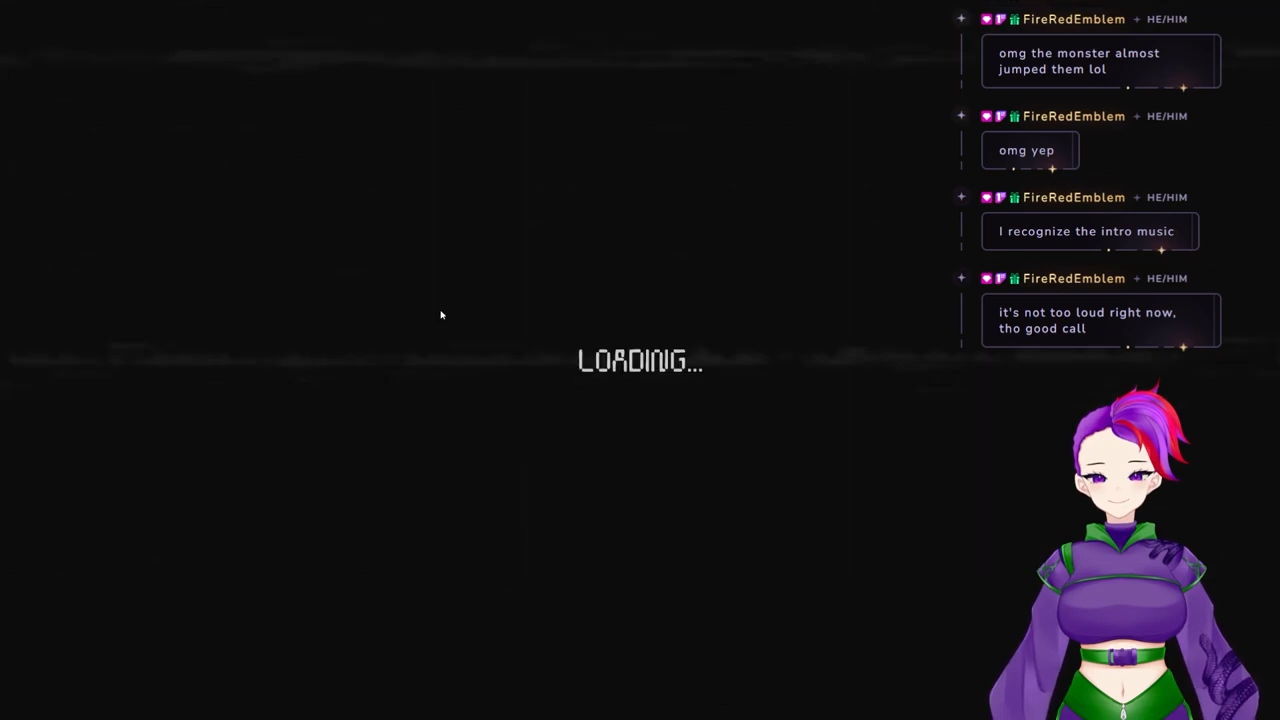 FireRedEmblem + HE/HIM
omg the monster almost
jumped them lol
FireRedEmblem + HE/HIM
omg yep
FireRedEmblem + HE/HIM
I recognize the intro music
FireRedEmblem + HE/HIM
it's not too loud right now,
tho good call
LOADING...